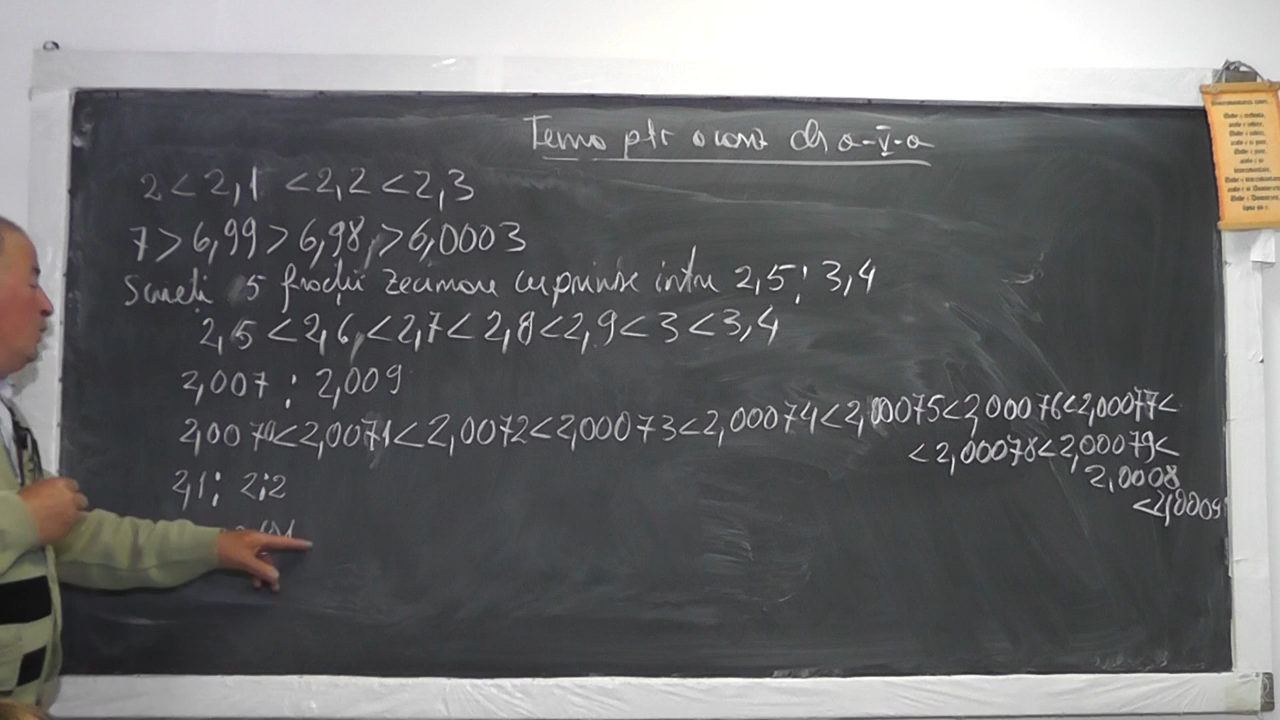 Tema ptr acasă cls a-V-a
2 < 2,1 < 2,2 < 2,3
7 > 6,99 > 6,98 > 6,0003
Scrieti 5 fracții zecimale cuprinse intre 2,5 ; 3,4
2,5 < 2,6 < 2,7 < 2,8 < 2,9 < 3 < 3,4
2,007 ; 2,009
2,0070 < 2,0071 < 2,0072 < 2,00073 < 2,00074 < 2,00075 < 2,00076 < 2,00077 <
< 2,00078 < 2,00079 <
2,0008
< 2,0009
2,1 ; 2,2